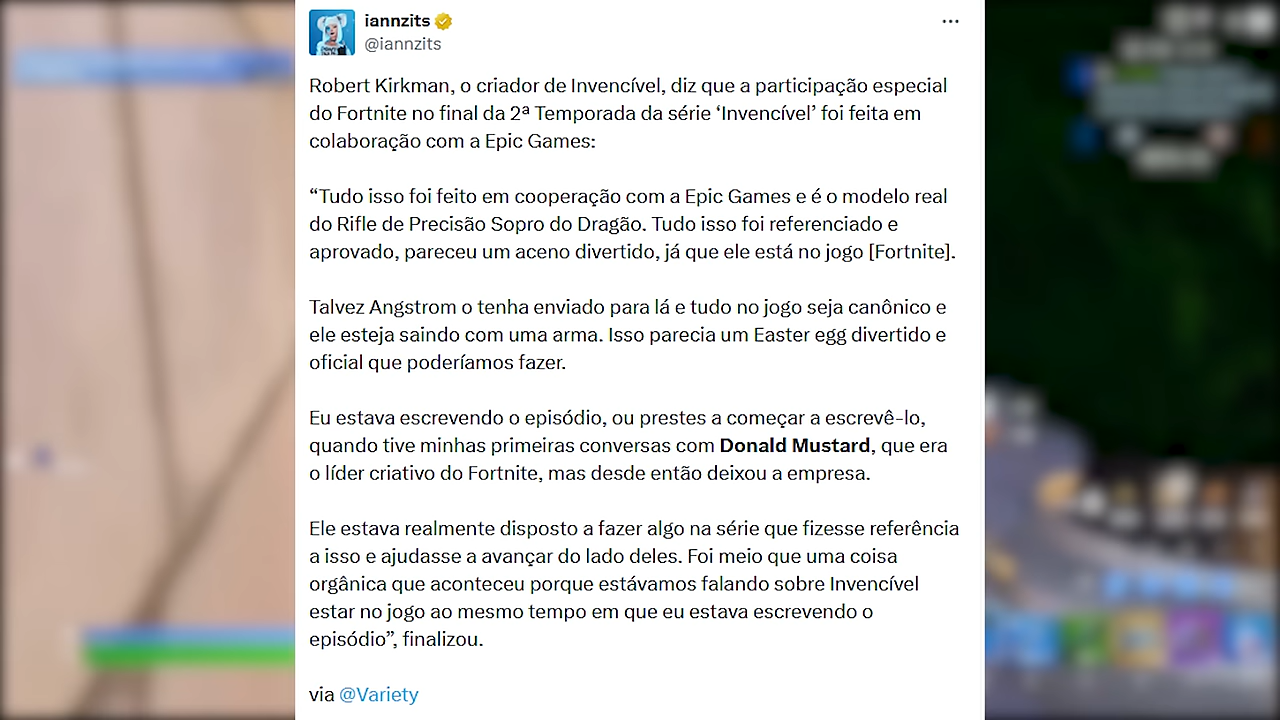 iannzits
@iannzits
Robert Kirkman, o criador de Invencível, diz que a participação especial
do Fortnite no final da 2ª Temporada da série ‘Invencível’ foi feita em
colaboração com a Epic Games:
“Tudo isso foi feito em cooperação com a Epic Games e é o modelo real
do Rifle de Precisão Sopro do Dragão. Tudo isso foi referenciado e
aprovado, pareceu um aceno divertido, já que ele está no jogo [Fortnite].
Talvez Angstrom o tenha enviado para lá e tudo no jogo seja canônico e
ele esteja saindo com uma arma. Isso parecia um Easter egg divertido e
oficial que poderíamos fazer.
Eu estava escrevendo o episódio, ou prestes a começar a escrevê-lo,
quando tive minhas primeiras conversas com Donald Mustard, que era
o líder criativo do Fortnite, mas desde então deixou a empresa.
Ele estava realmente disposto a fazer algo na série que fizesse referência
a isso e ajudasse a avançar do lado deles. Foi meio que uma coisa
orgânica que aconteceu porque estávamos falando sobre Invencível
estar no jogo ao mesmo tempo em que eu estava escrevendo o
episódio”, finalizou.
via @Variety